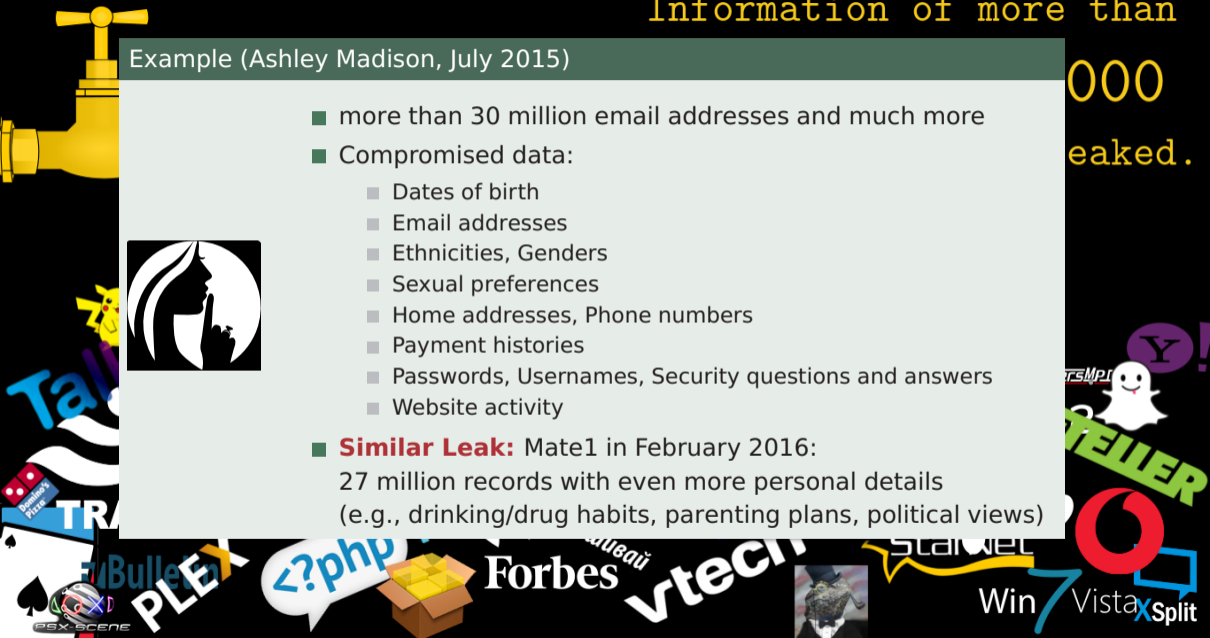 Information of more than
000
eaked.
Example (Ashley Madison, July 2015)
more than 30 million email addresses and much more
Compromised data:
Dates of birth
Email addresses
Ethnicities, Genders
Sexual preferences
Home addresses, Phone numbers
Payment histories
Passwords, Usernames, Security questions and answers
Website activity
Similar Leak: Mate1 in February 2016:
27 million records with even more personal details
(e.g., drinking/drug habits, parenting plans, political views)
Y!
TELLER
Domino's
Pizza
TRA
Bulletin
PLEX
<?php
Forbes
vtech
StarNet
Win 7 Vista
XSplit
PSX-SCENE